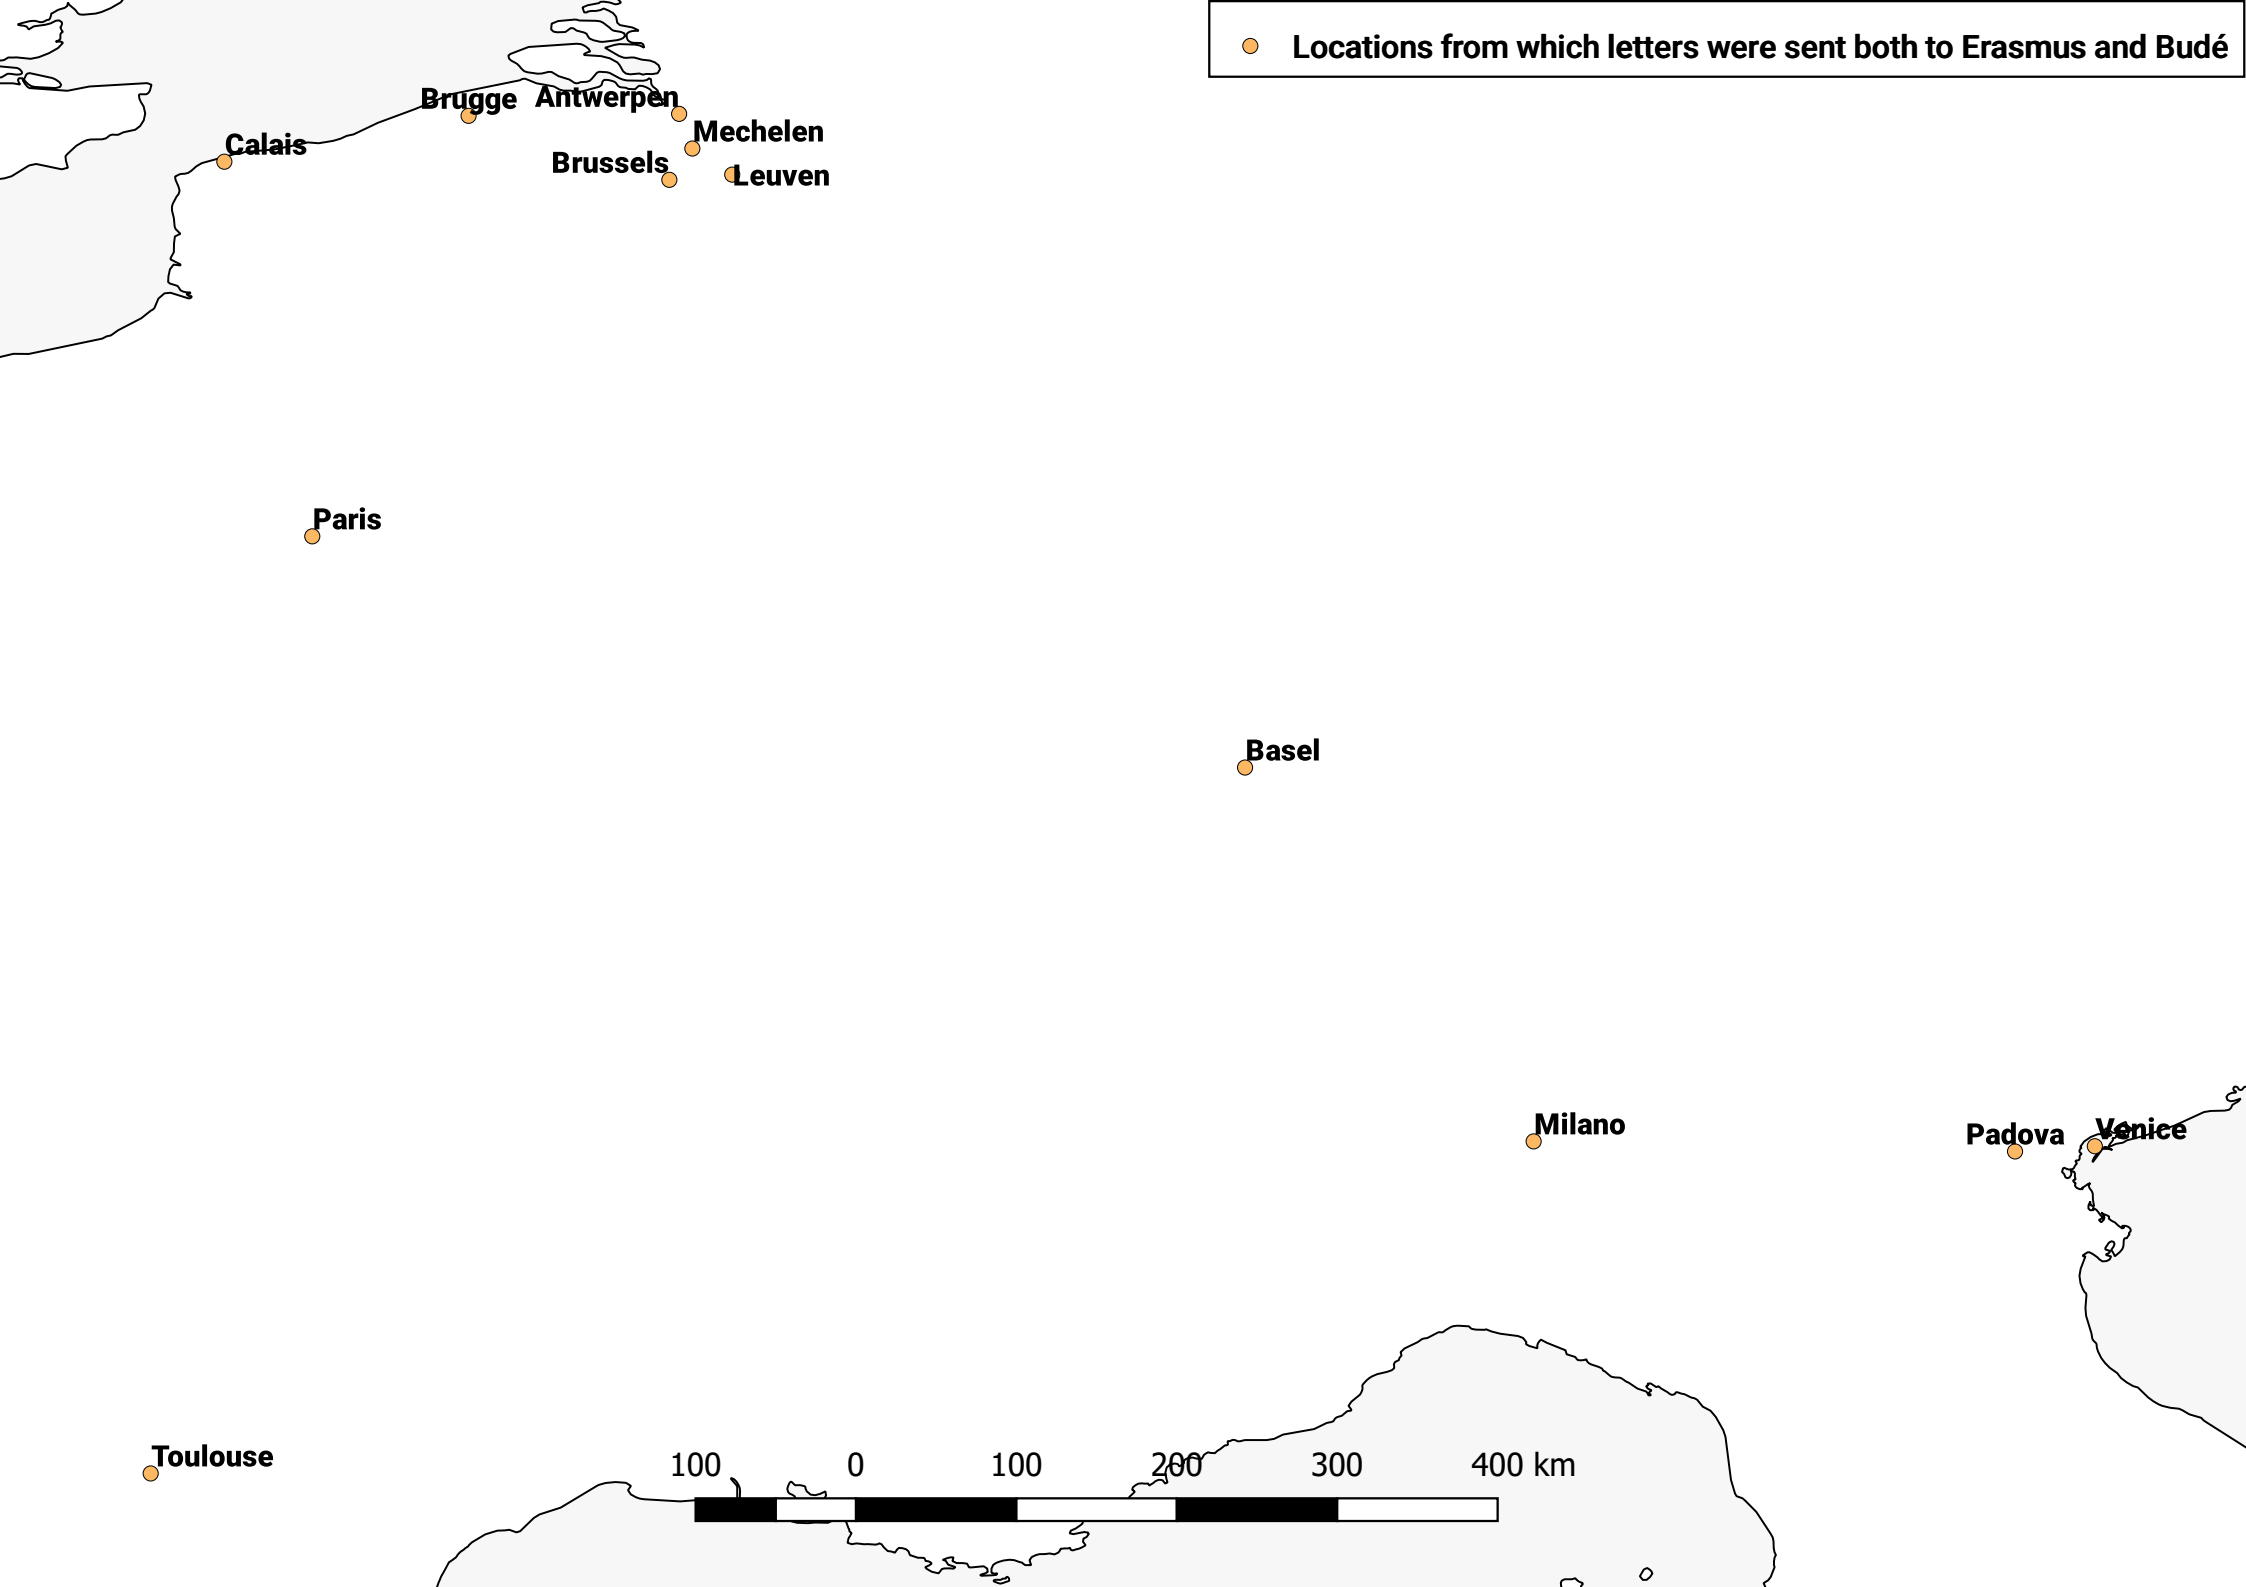 Locations from which letters were sent both to Erasmus and Budé
Brugge
Antwerpen
Mechelen
Calais
Brussels
Leuven
Paris
Basel
Milano
Padova
Venice
Toulouse
100 0 100 200 300 400 km